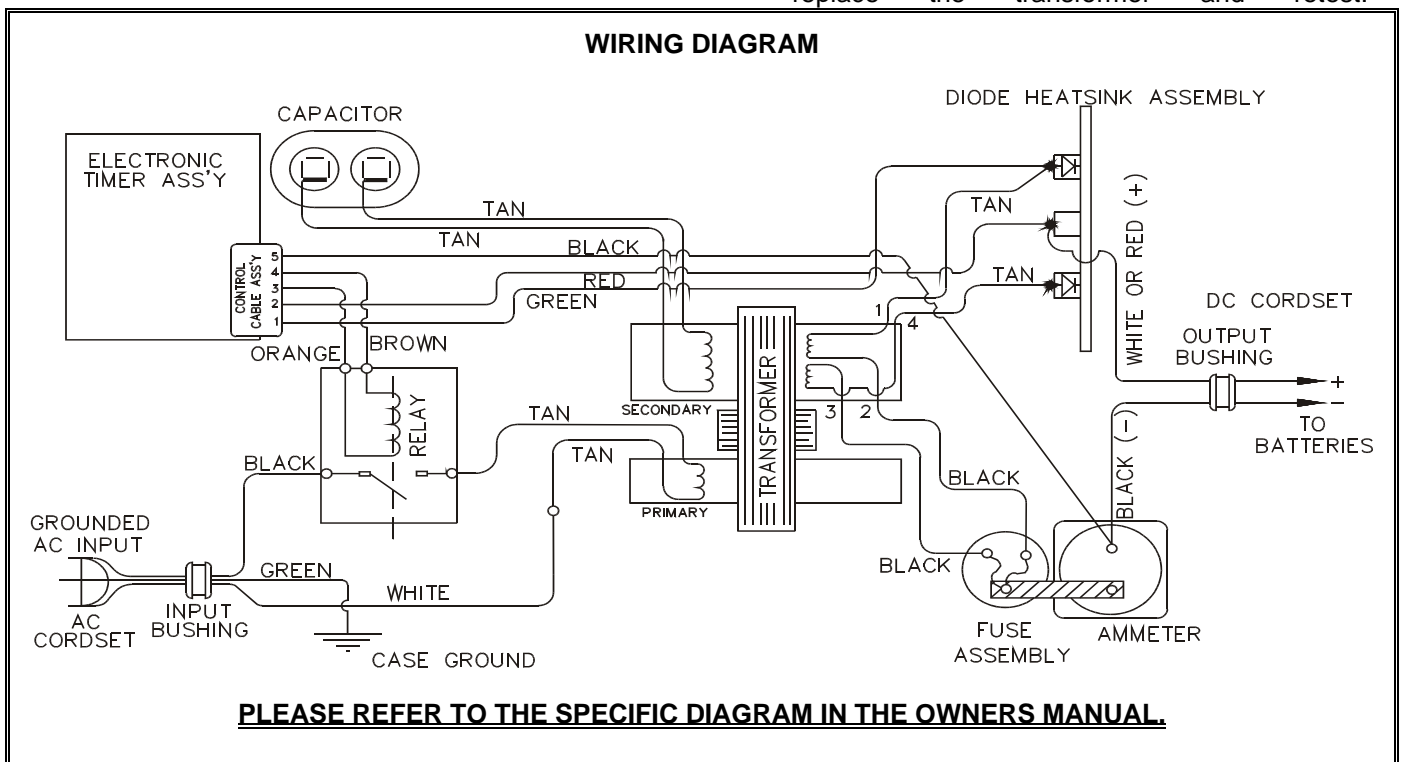 replace the transformer and retest.
WIRING DIAGRAM
DIODE HEATSINK ASSEMBLY
CAPACITOR
ELECTRONIC
TIMER ASS'Y
TAN
TAN
TAN
BLACK
RED
GREEN
TAN
CONTROL
CABLE ASS'Y
5
4
3
2
1
WHITE OR RED (+)
DC CORDSET
OUTPUT
BUSHING
+
−
TO
BATTERIES
ORANGE
BROWN
RELAY
1
4
SECONDARY
3
2
TRANSFORMER
TAN
TAN
PRIMARY
BLACK
BLACK
BLACK (-)
BLACK
GROUNDED
AC INPUT
GREEN
WHITE
AC
CORDSET
INPUT
BUSHING
CASE GROUND
FUSE
ASSEMBLY
AMMETER
PLEASE REFER TO THE SPECIFIC DIAGRAM IN THE OWNERS MANUAL.